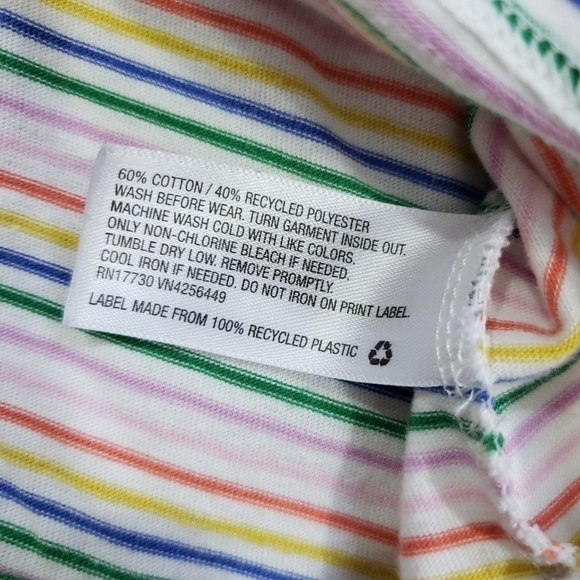 60% COTTON / 40% RECYCLED POLYESTER
WASH BEFORE WEAR. TURN GARMENT INSIDE OUT.
MACHINE WASH COLD WITH LIKE COLORS.
ONLY NON-CHLORINE BLEACH IF NEEDED.
TUMBLE DRY LOW. REMOVE PROMPTLY.
COOL IRON IF NEEDED. DO NOT IRON ON PRINT LABEL.
RN17730 VN4256449
LABEL MADE FROM 100% RECYCLED PLASTIC